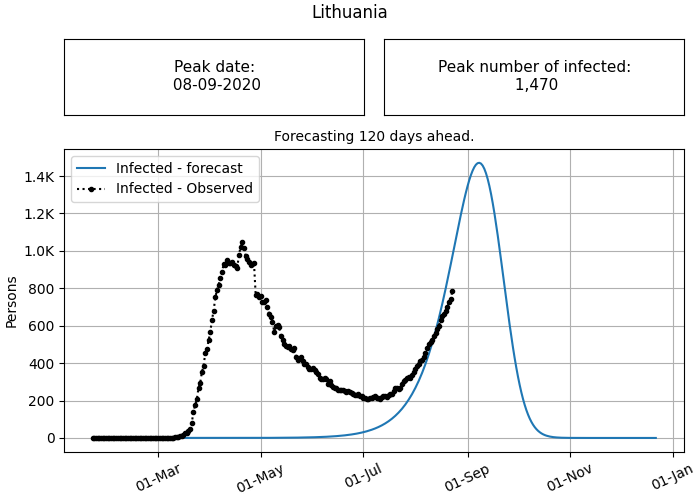 Lithuania
Peak date:
08-09-2020
Peak number of infected:
1,470
Forecasting 120 days ahead.
Infected - forecast
Infected - Observed
1.4K
1.2K
1.0K
800
600
400
200
0
Persons
01-Mar
01-May
01-Jul
01-Sep
01-Nov
01-Jan